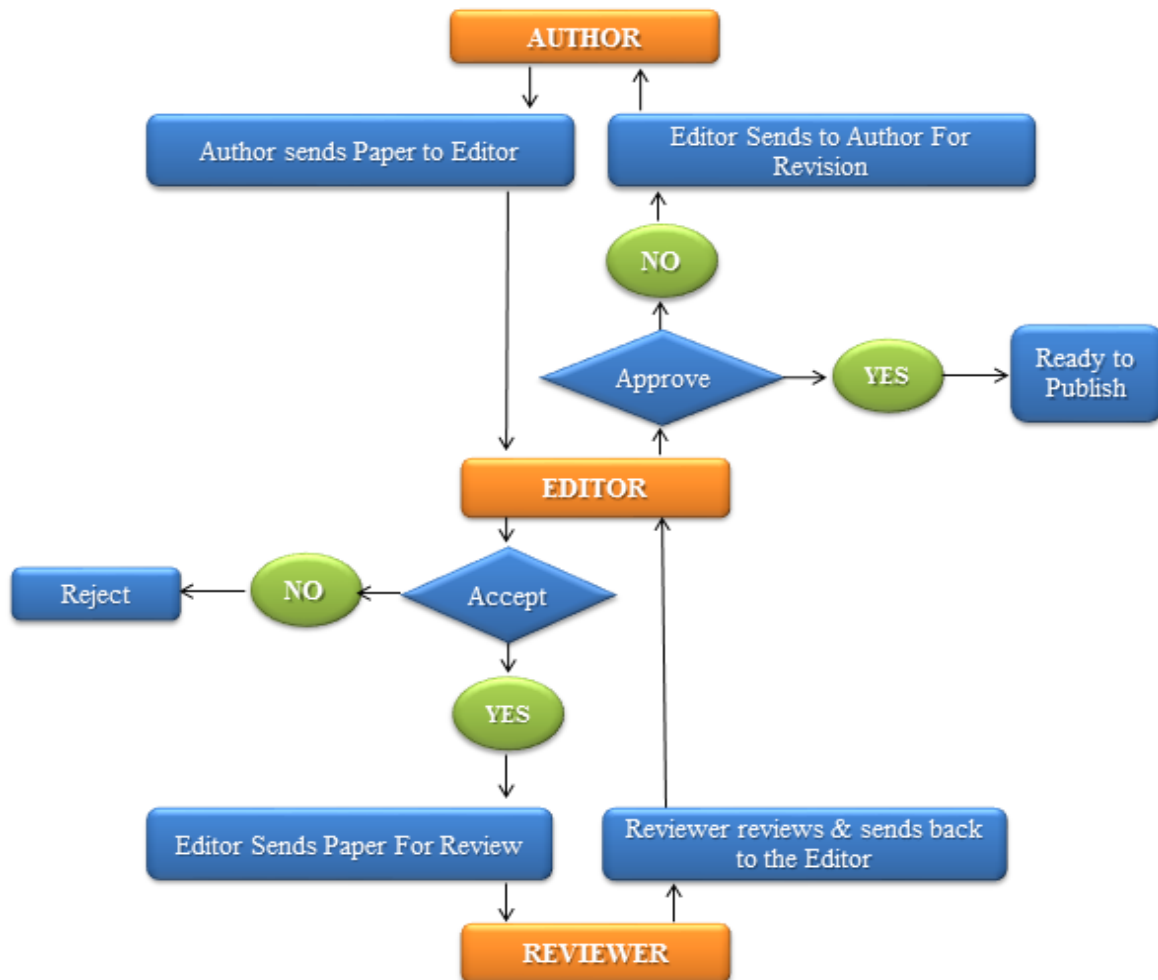 AUTHOR
Author sends Paper to Editor
Editor Sends to Author For
Revision
NO
Approve
YES
Ready to
Publish
EDITOR
Reject
NO
Accept
YES
Editor Sends Paper For Review
Reviewer reviews & sends back
to the Editor
REVIEWER